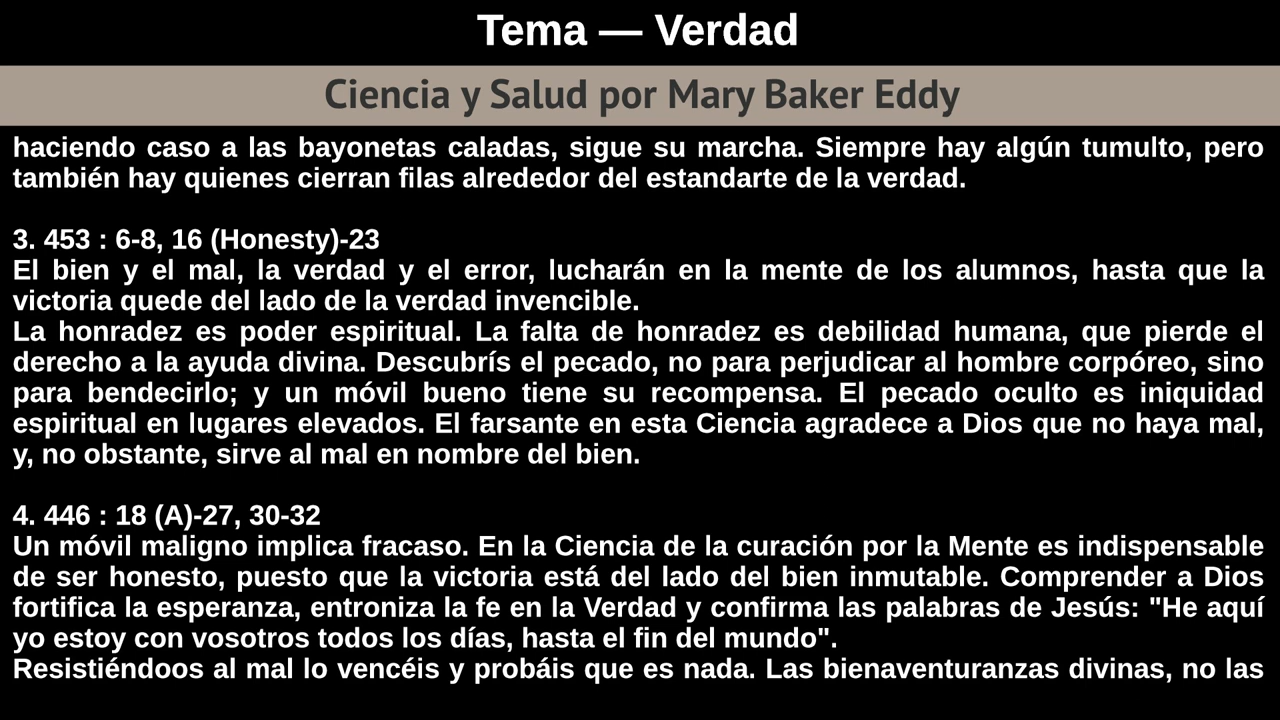 Tema — Verdad
Ciencia y Salud por Mary Baker Eddy
haciendo caso a las bayonetas caladas, sigue su marcha. Siempre hay algún tumulto, pero
también hay quienes cierran filas alrededor del estandarte de la verdad.
3. 453 : 6-8, 16 (Honesty)-23
El bien y el mal, la verdad y el error, lucharán en la mente de los alumnos, hasta que la
victoria quede del lado de la verdad invencible.
La honradez es poder espiritual. La falta de honradez es debilidad humana, que pierde el
derecho a la ayuda divina. Descubrís el pecado, no para perjudicar al hombre corpóreo, sino
para bendecirlo; y un móvil bueno tiene su recompensa. El pecado oculto es iniquidad
espiritual en lugares elevados. El farsante en esta Ciencia agradece a Dios que no haya mal,
y, no obstante, sirve al mal en nombre del bien.
4. 446 : 18 (A)-27, 30-32
Un móvil maligno implica fracaso. En la Ciencia de la curación por la Mente es indispensable
de ser honesto, puesto que la victoria está del lado del bien inmutable. Comprender a Dios
fortifica la esperanza, entroniza la fe en la Verdad y confirma las palabras de Jesús: "He aquí
yo estoy con vosotros todos los días, hasta el fin del mundo".
Resistiéndoos al mal lo vencéis y probáis que es nada. Las bienaventuranzas divinas, no las